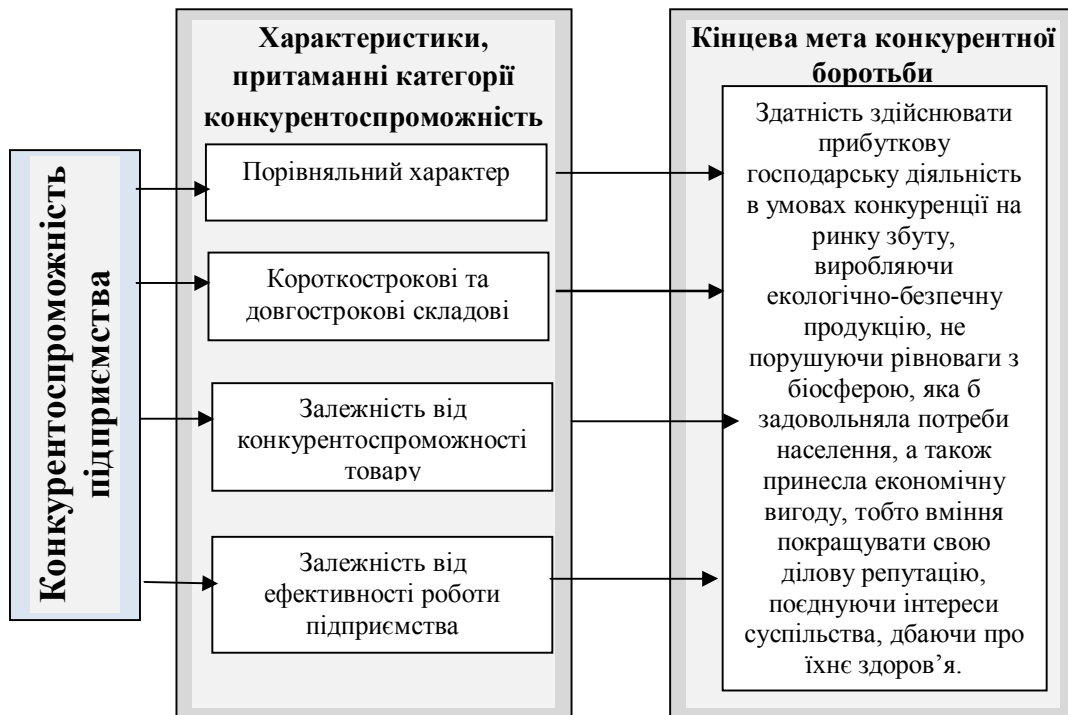 Конкурентоспроможність
підприємства
Характеристики,
притаманні категорії
конкурентоспроможність
Порівняльний характер
Короткострокові та
довгострокові складові
Залежність від
конкурентоспроможності
товару
Залежність від
ефективності роботи
підприємства
Кінцева мета конкурентної
боротьби
Здатність здійснювати
прибуткову
господарську діяльність
в умовах конкуренції на
ринку збуту,
виробляючи
екологічно-безпечну
продукцію, не
порушуючи рівноваги з
біосферою, яка б
задовольняла потреби
населення, а також
принесла економічну
вигоду, тобто вміння
покращувати свою
ділову репутацію,
поєднуючи інтереси
суспільства, дбаючи про
їхнє здоров’я.